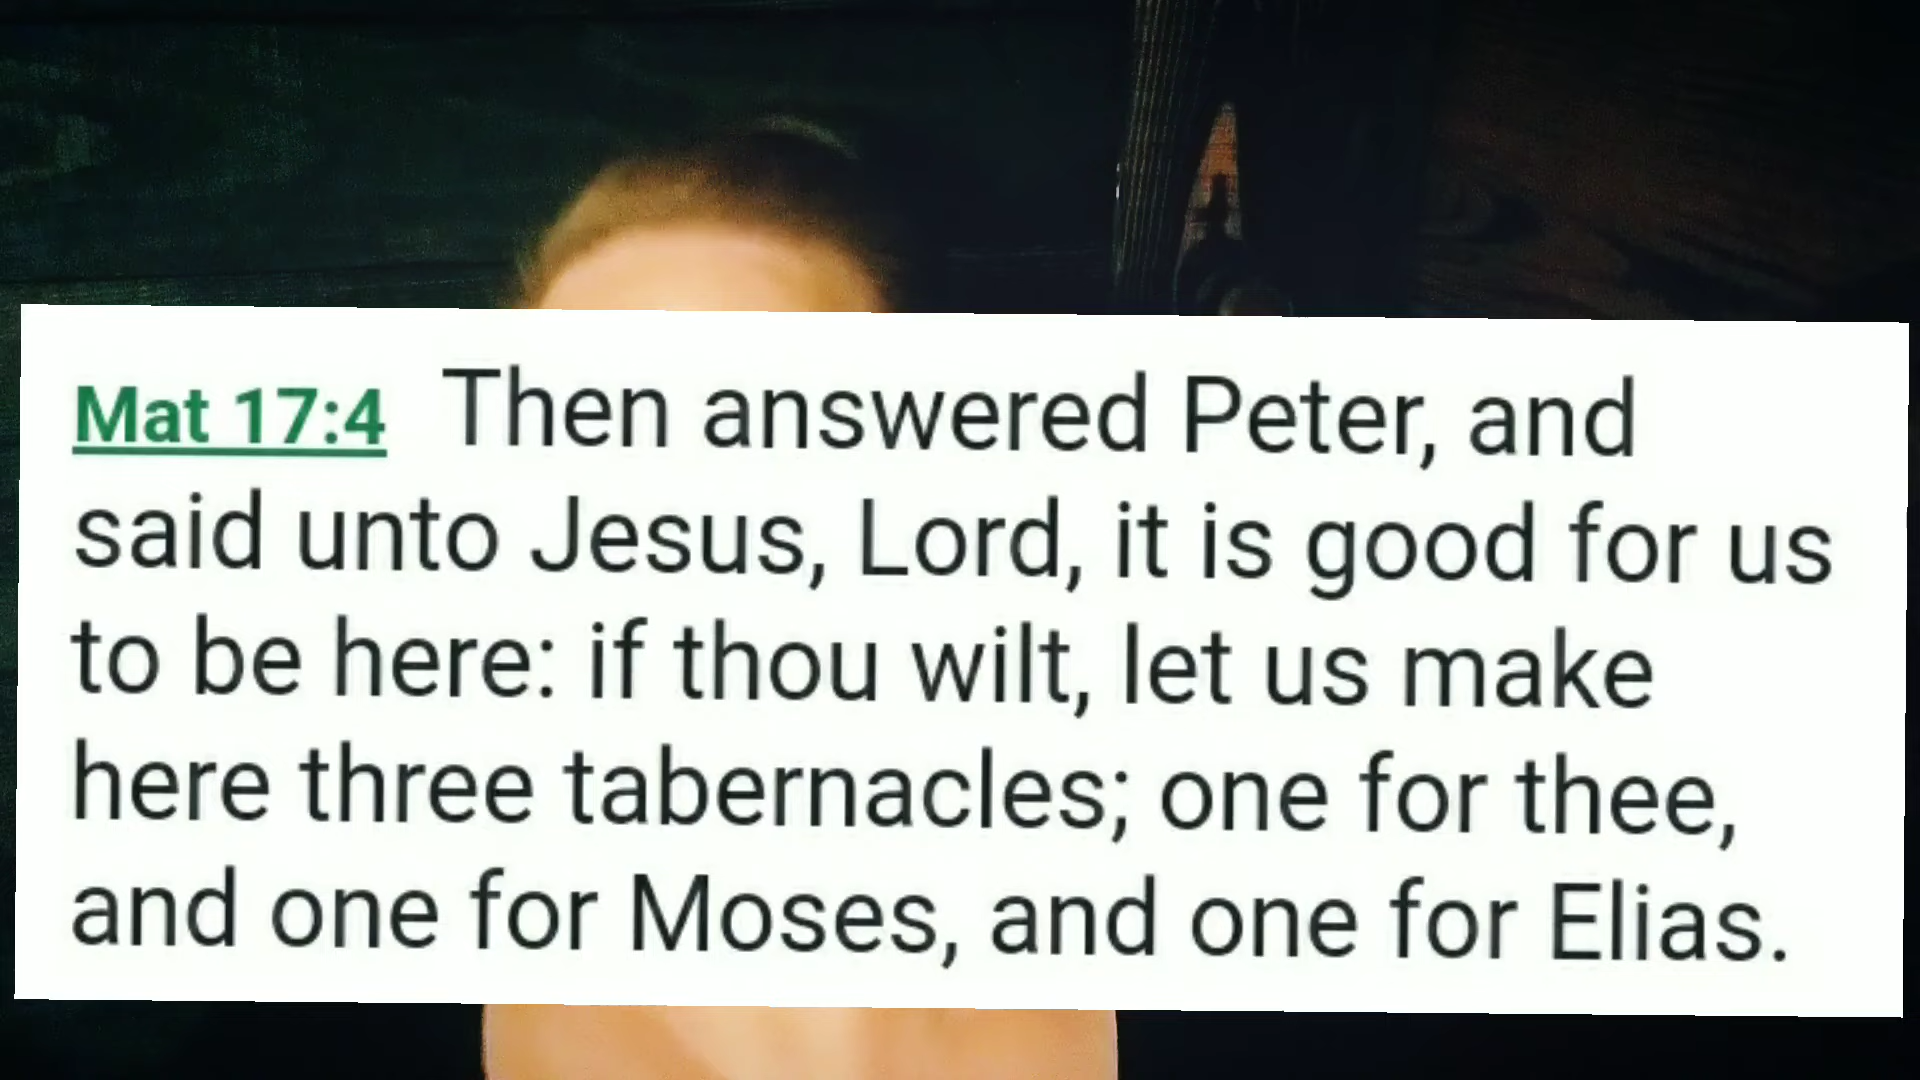 Mat 17:4 Then answered Peter, and
said unto Jesus, Lord, it is good for us
to be here: if thou wilt, let us make
here three tabernacles; one for thee,
and one for Moses, and one for Elias.